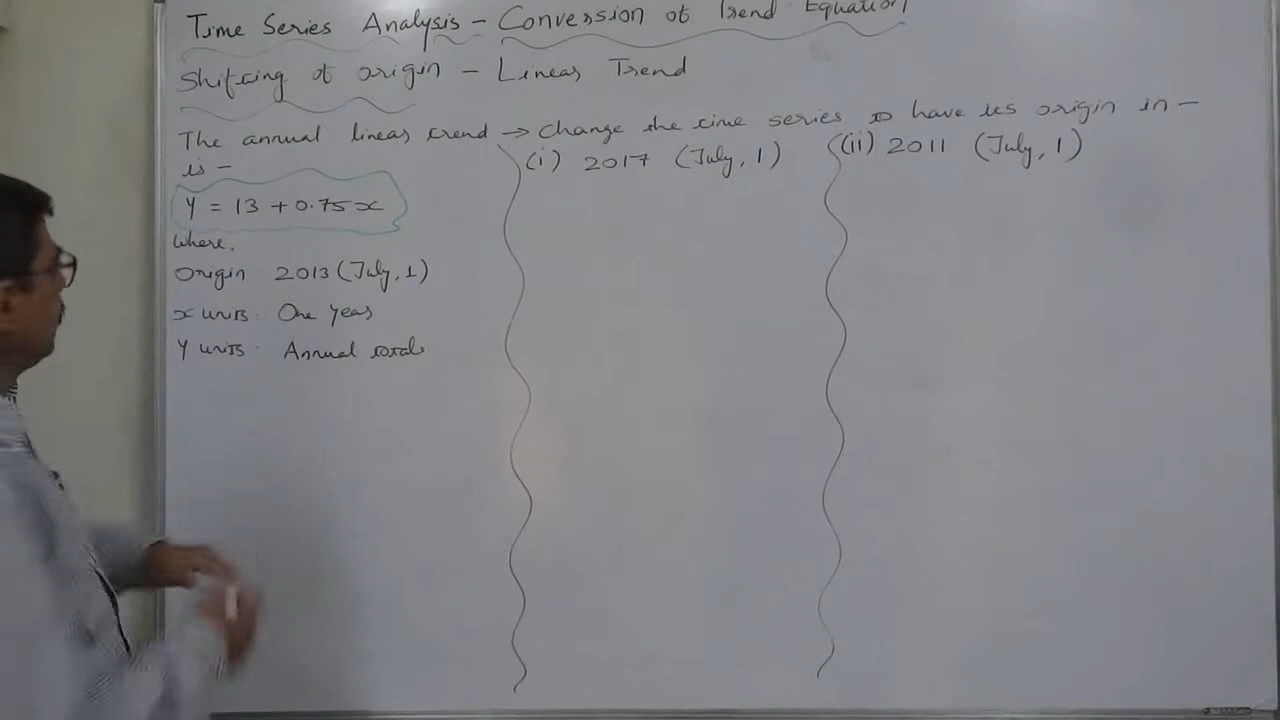 Time Series Analysis - Conversion of Trend Equation
Shifting of origin - Linear Trend
The annual linear trend → Change the time series to have its origin in -
is -
(i) 2017 (July, 1)
(ii) 2011 (July, 1)
Y = 13 + 0.75x
where,
Origin 2013 (July, 1)
x units: One year
Y units: Annual totals